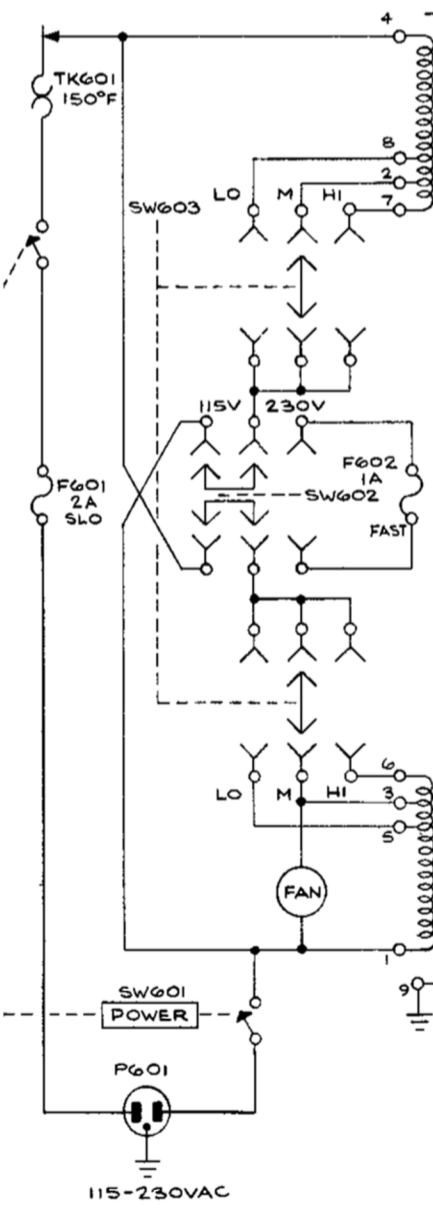 4
TK601
150°F
8
2
LO M HI 7
SW603
115V 230V
F601
2A
SLO
F602
1A
FAST
SW602
6
LO M HI 3
5
FAN
1
SW601
POWER
9
P601
115-230VAC